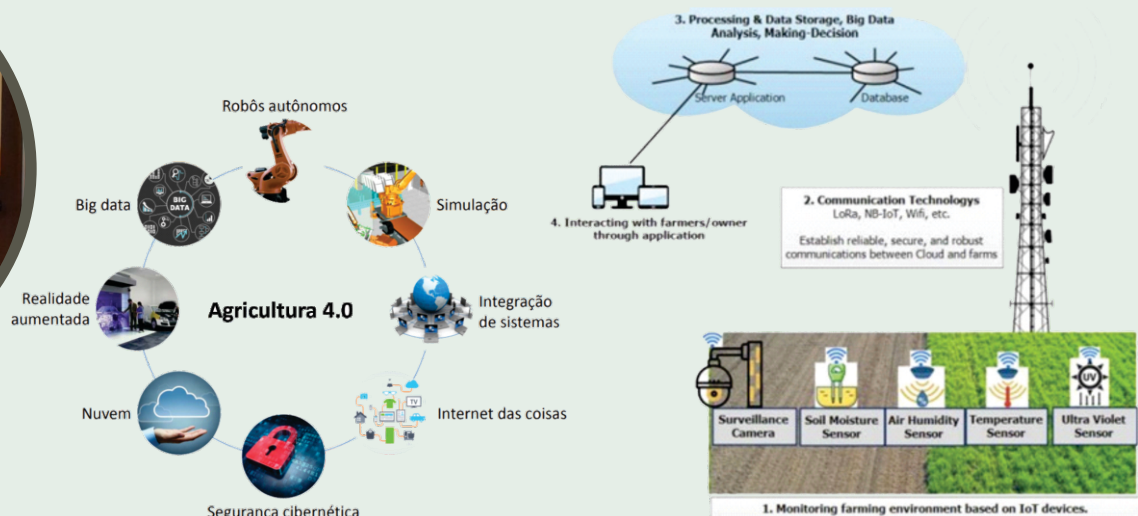 Robôs autônomos
Big data
BIG
DATA
Simulação
Realidade
aumentada
Agricultura 4.0
Integração
de sistemas
Nuvem
Internet das coisas
TV
Segurança cibernética
3. Processing & Data Storage, Big Data
Analysis, Making-Decision
Server Application
Database
4. Interacting with farmers/owner
through application
2. Communication Technologys
LoRa, NB-IoT, Wifi, etc.
Establish reliable, secure, and robust
communications between Cloud and farms
UV
Surveillance
Camera
Soil Moisture
Sensor
Air Humidity
Sensor
Temperature
Sensor
Ultra Violet
Sensor
1. Monitoring farming environment based on IoT devices.